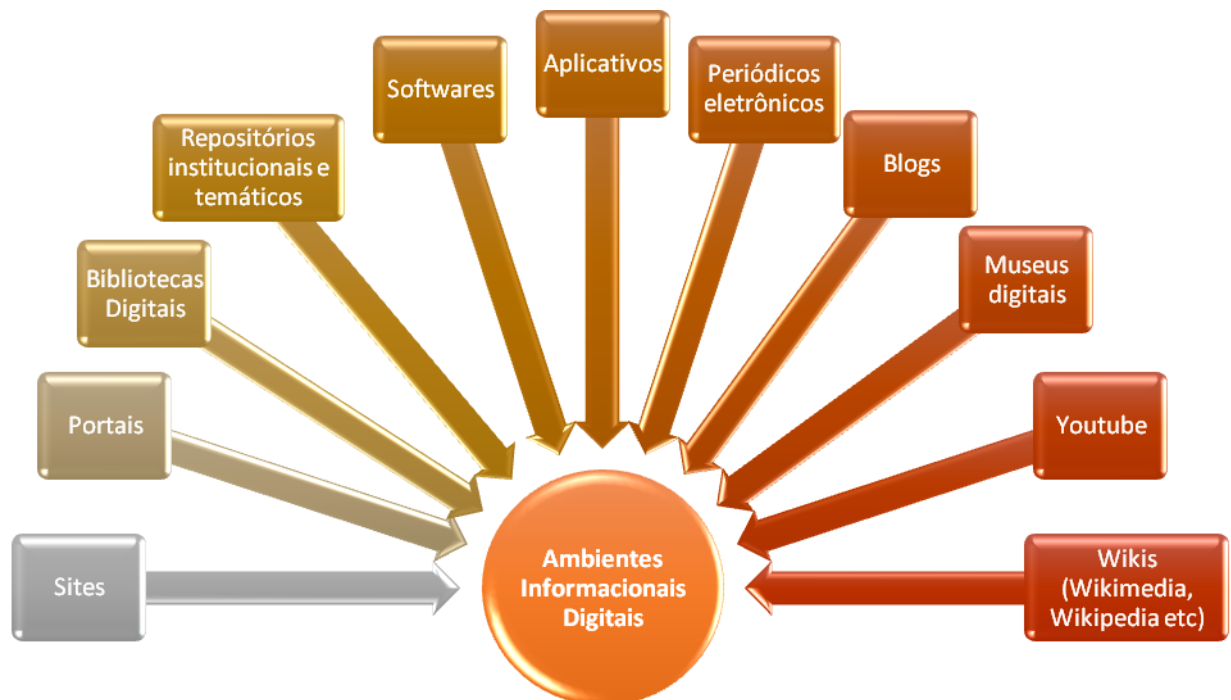 Sites
Portais
Bibliotecas
Digitais
Repositórios
institucionais e
temáticos
Softwares
Aplicativos
Periódicos
eletrônicos
Blogs
Museus
digitais
Youtube
Wikis
(Wikimedia,
Wikipedia etc)
Ambientes
Informacionais
Digitais